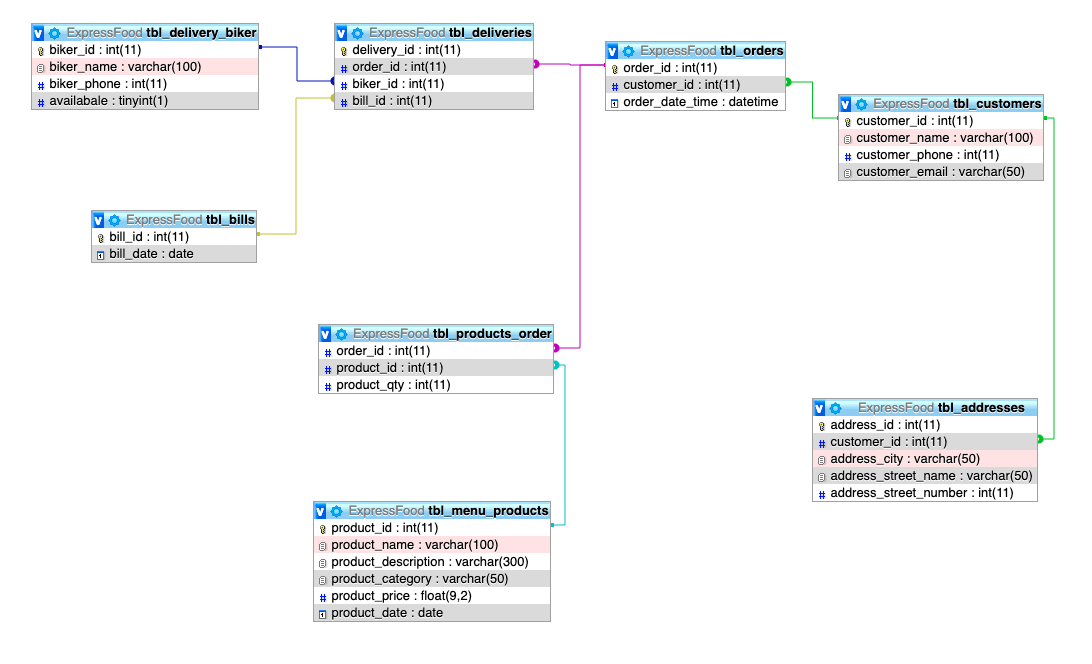 ExpressFood tbl_delivery_biker
biker_id : int(11)
biker_name : varchar(100)
biker_phone : int(11)
availabale : tinyint(1)
ExpressFood tbl_deliveries
delivery_id : int(11)
order_id : int(11)
biker_id : int(11)
bill_id : int(11)
ExpressFood tbl_orders
order_id : int(11)
customer_id : int(11)
order_date_time : datetime
ExpressFood tbl_customers
customer_id : int(11)
customer_name : varchar(100)
customer_phone : int(11)
customer_email : varchar(50)
ExpressFood tbl_bills
bill_id : int(11)
bill_date : date
ExpressFood tbl_products_order
order_id : int(11)
product_id : int(11)
product_qty : int(11)
ExpressFood tbl_addresses
address_id : int(11)
customer_id : int(11)
address_city : varchar(50)
address_street_name : varchar(50)
address_street_number : int(11)
ExpressFood tbl_menu_products
product_id : int(11)
product_name : varchar(100)
product_description : varchar(300)
product_category : varchar(50)
product_price : float(9,2)
product_date : date